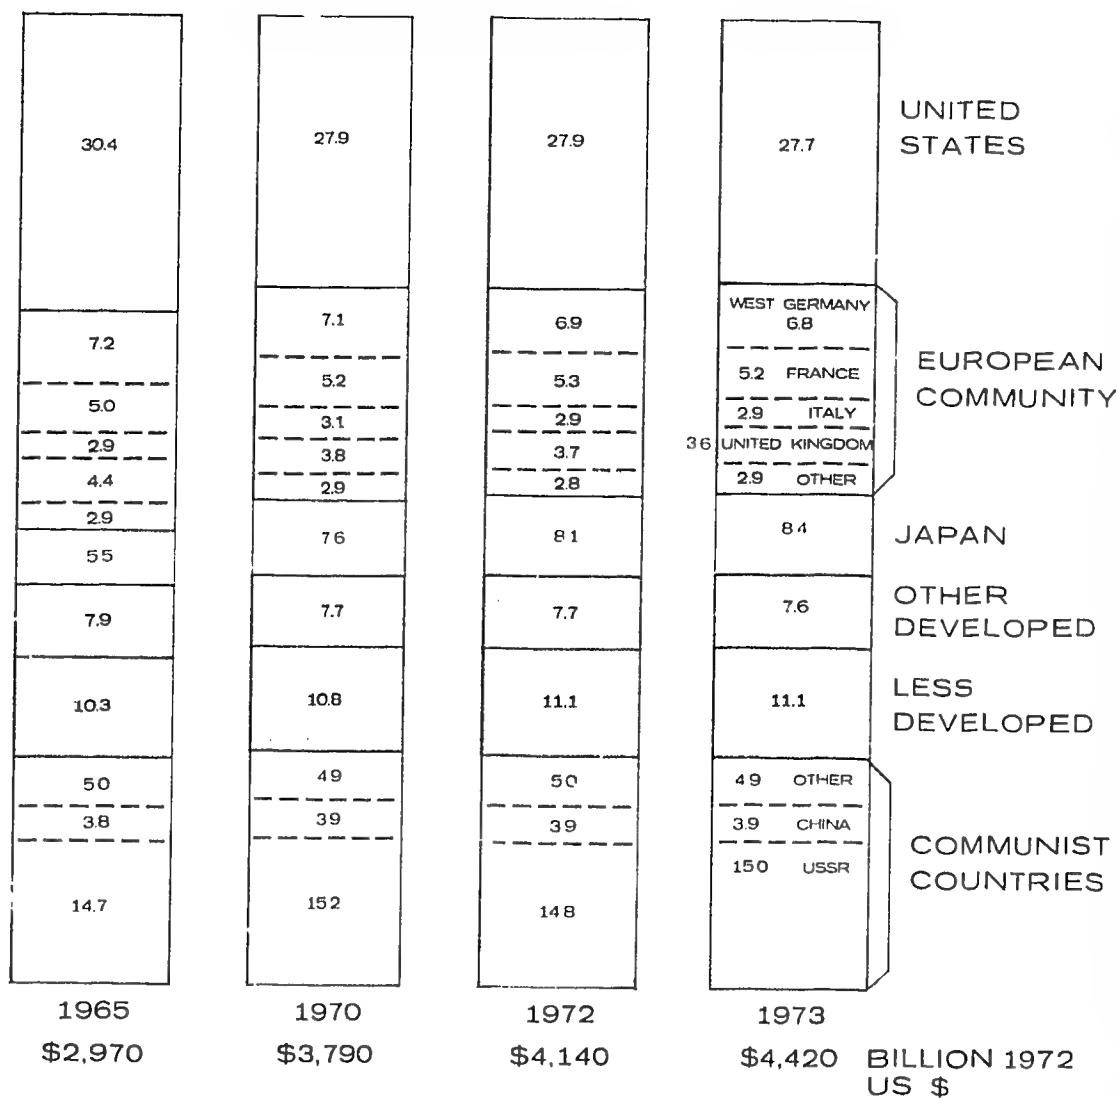 30.4
7.2
5.0
2.9
4.4
2.9
55
7.9
10.3
50
3.8
14.7
1965
$2,970
27.9
7.1
5.2
3.1
3.8
2.9
76
7.7
10.8
49
39
152
1970
$3,790
27.9
6.9
5.3
2.9
3.7
2.8
81
7.7
11.1
50
39
148
1972
$4,140
27.7
WEST GERMANY
6.8
5.2 FRANCE
2.9 ITALY
36 UNITED KINGDOM
2.9 OTHER
84
7.6
11.1
49 OTHER
3.9 CHINA
150 USSR
1973
$4,420 BILLION 1972
US $
UNITED
STATES
EUROPEAN
COMMUNITY
JAPAN
OTHER
DEVELOPED
LESS
DEVELOPED
COMMUNIST
COUNTRIES